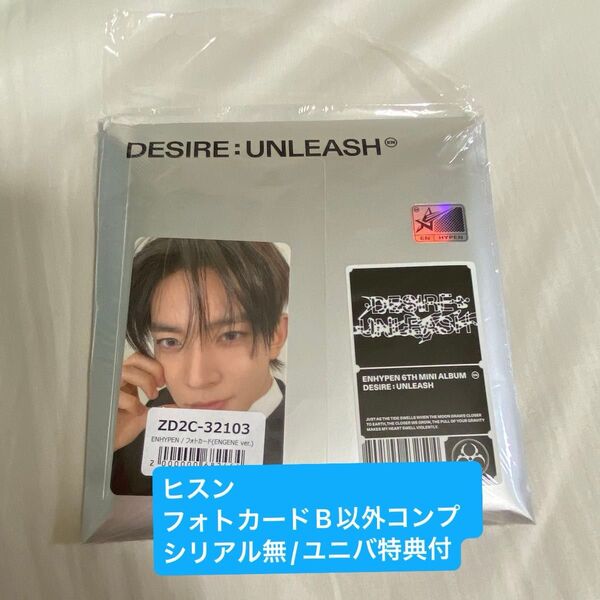 DESIRE : UNLEASH EN
EN HYPEN
DESIRE:
UNLEASH
ENHYPEN 6TH MINI ALBUM
DESIRE : UNLEASH
JUST AS THE TIDE SWELLS WHEN THE MOON DRAWS CLOSER
TO EARTH, THE CLOSER WE GROW, THE PULL OF YOUR GRAVITY
MAKES MY HEART SWELL VIOLENTLY.
ZD2C-32103
ENHYPEN / フォトカード(ENGENE ver.)
ヒスン
フォトカードB以外コンプ
シリアル無/ユニバ特典付